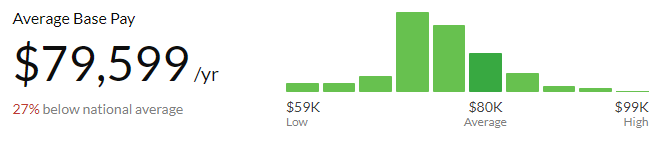 Average Base Pay
$79,599 /yr
27% below national average
$59K $80K $99K
Low Average High